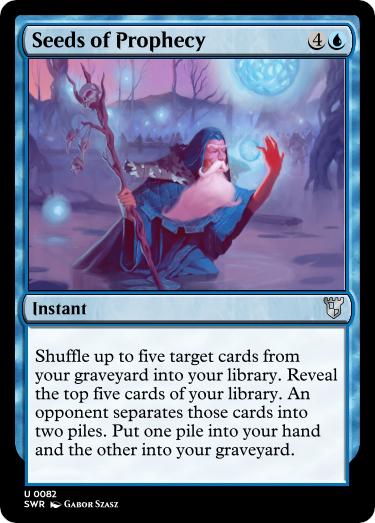 Seeds of Prophecy 4
Instant
Shuffle up to five target cards from
your graveyard into your library. Reveal
the top five cards of your library. An
opponent separates those cards into
two piles. Put one pile into your hand
and the other into your graveyard.
U 0082
SWR Gabor Szasz